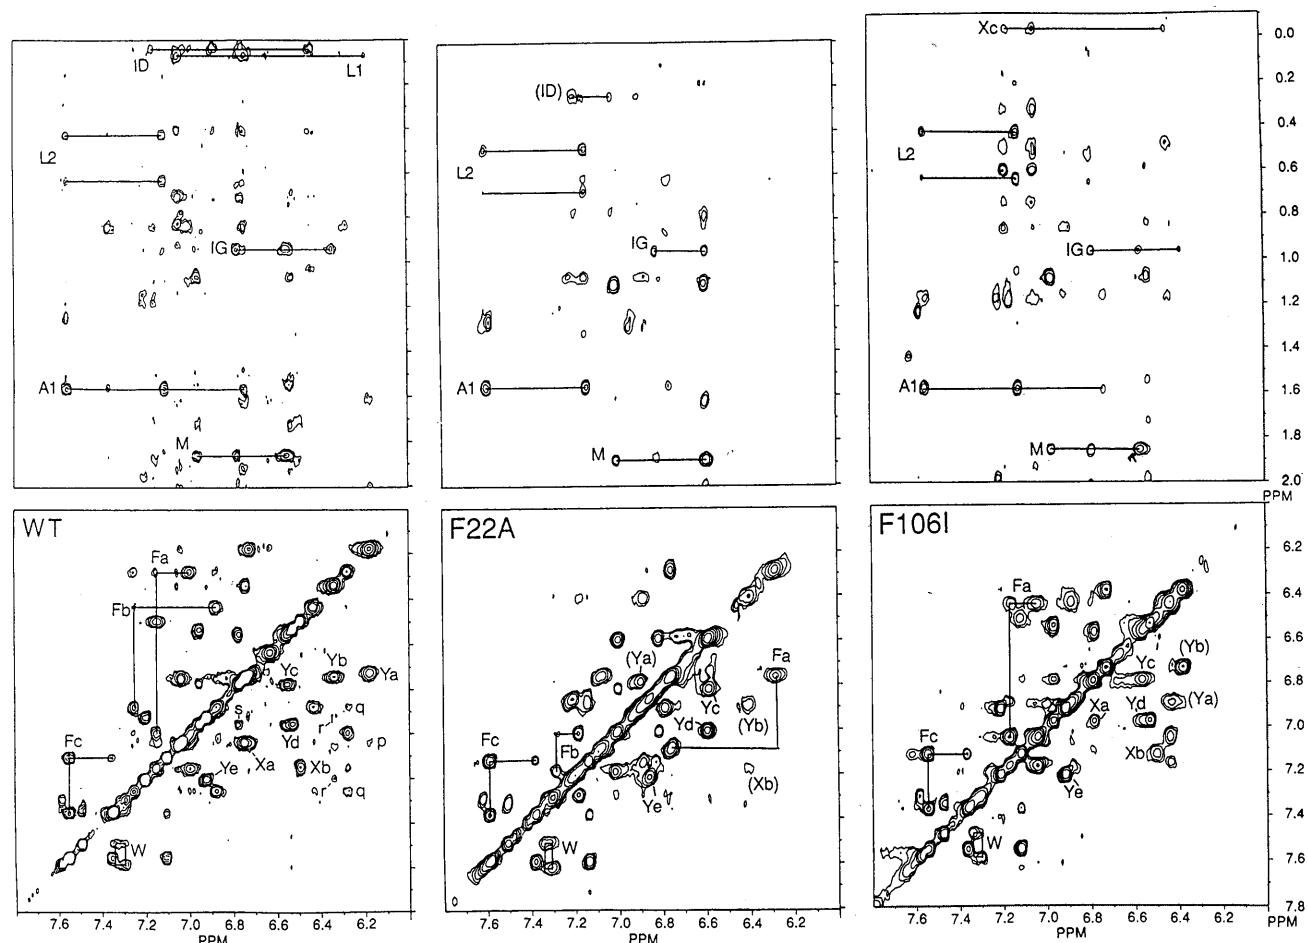 Xc
ID
L1
(ID)
L2
L2
L2
IG
IG
IG
A1
A1
A1
M
M
M
0.0
0.2
0.4
0.6
0.8
1.0
1.2
1.4
1.6
1.8
2.0
PPM
WT
Fa
Fb
Yc
Yb
Ya
s
q
r
Yd
p
Fc
Ye
Xa
Xb
r
q
W
7.6 7.4 7.2 7.0 6.8 6.6 6.4 6.2
PPM
F22A
(Ya)
Fa
Yc
(Yb)
Yd
Fb
Fc
(Xb)
Ye
W
7.6 7.4 7.2 7.0 6.8 6.6 6.4 6.2
PPM
F106I
Fa
(Yb)
Yc
(Ya)
Xa
Yd
Xb
Fc
Ye
W
7.6 7.4 7.2 7.0 6.8 6.6 6.4 6.2
PPM
6.2
6.4
6.6
6.8
7.0
7.2
7.4
7.6
7.8
PPM